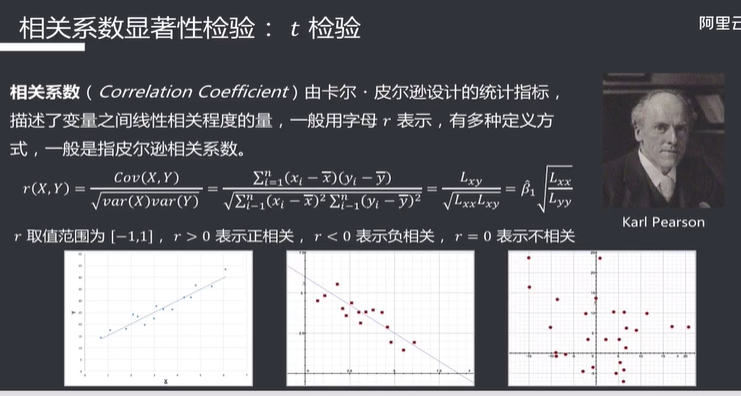 相关系数显著性检验： t 检验
阿里云
相关系数（Correlation Coefficient）由卡尔·皮尔逊设计的统计指标，
描述了变量之间线性相关程度的量，一般用字母 r 表示，有多种定义方
式，一般是指皮尔逊相关系数。
r(X,Y) = \frac{Cov(X,Y)}{\sqrt{var(X)var(Y)}} = \frac{\sum_{i=1}^{n}(x_i − \overline{x})(y_i − \overline{y})}{\sqrt{\sum_{i=1}^{n}(x_i − \overline{x})^2 \sum_{i=1}^{n}(y_i − \overline{y})^2}} = \frac{L_{xy}}{\sqrt{L_{xx}L_{xy}}} = \hat{β}_1 \sqrt{\frac{L_{xx}}{L_{yy}}}
Karl Pearson
r 取值范围为 [−1,1]，r > 0 表示正相关，r < 0 表示负相关，r = 0 表示不相关
Y
X